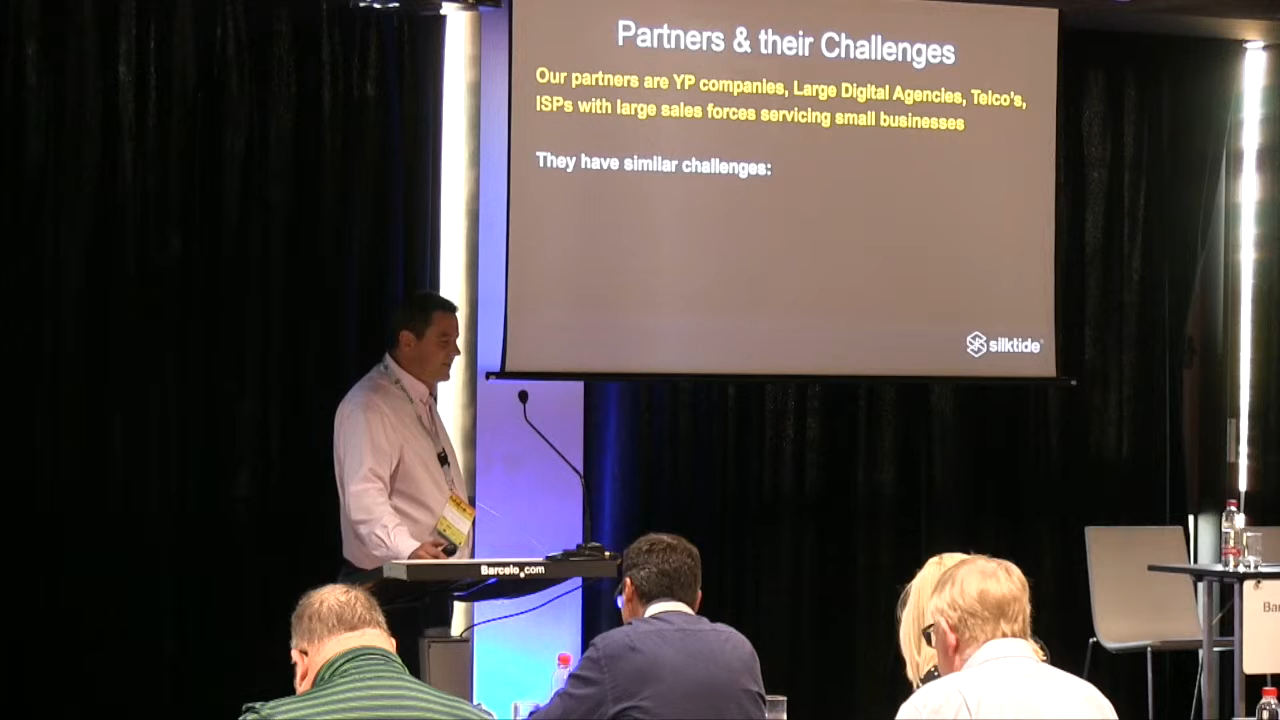 Partners & their Challenges
Our partners are YP companies, Large Digital Agencies, Telco's,
ISPs with large sales forces servicing small businesses
They have similar challenges:
silktide
Barcelo.com